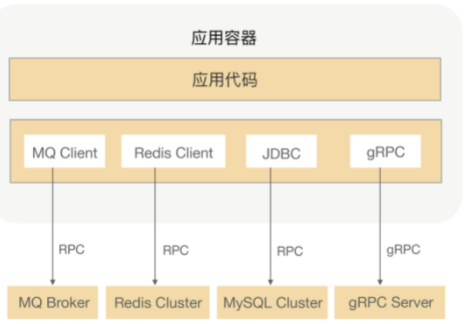 应用容器
应用代码
MQ Client Redis Client JDBC gRPC
RPC RPC RPC gRPC
MQ Broker Redis Cluster MySQL Cluster gRPC Server